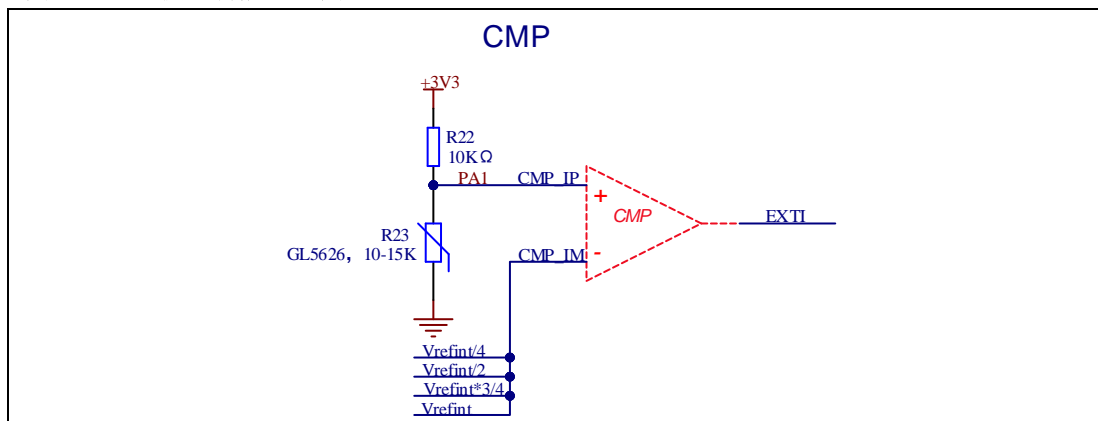 CMP
+3V3
R22
10KΩ
PA1
CMP_IP
+
CMP
EXTI
R23
GL5626，10-15K
CMP_IM
-
Vrefint/4
Vrefint/2
Vrefint*3/4
Vrefint